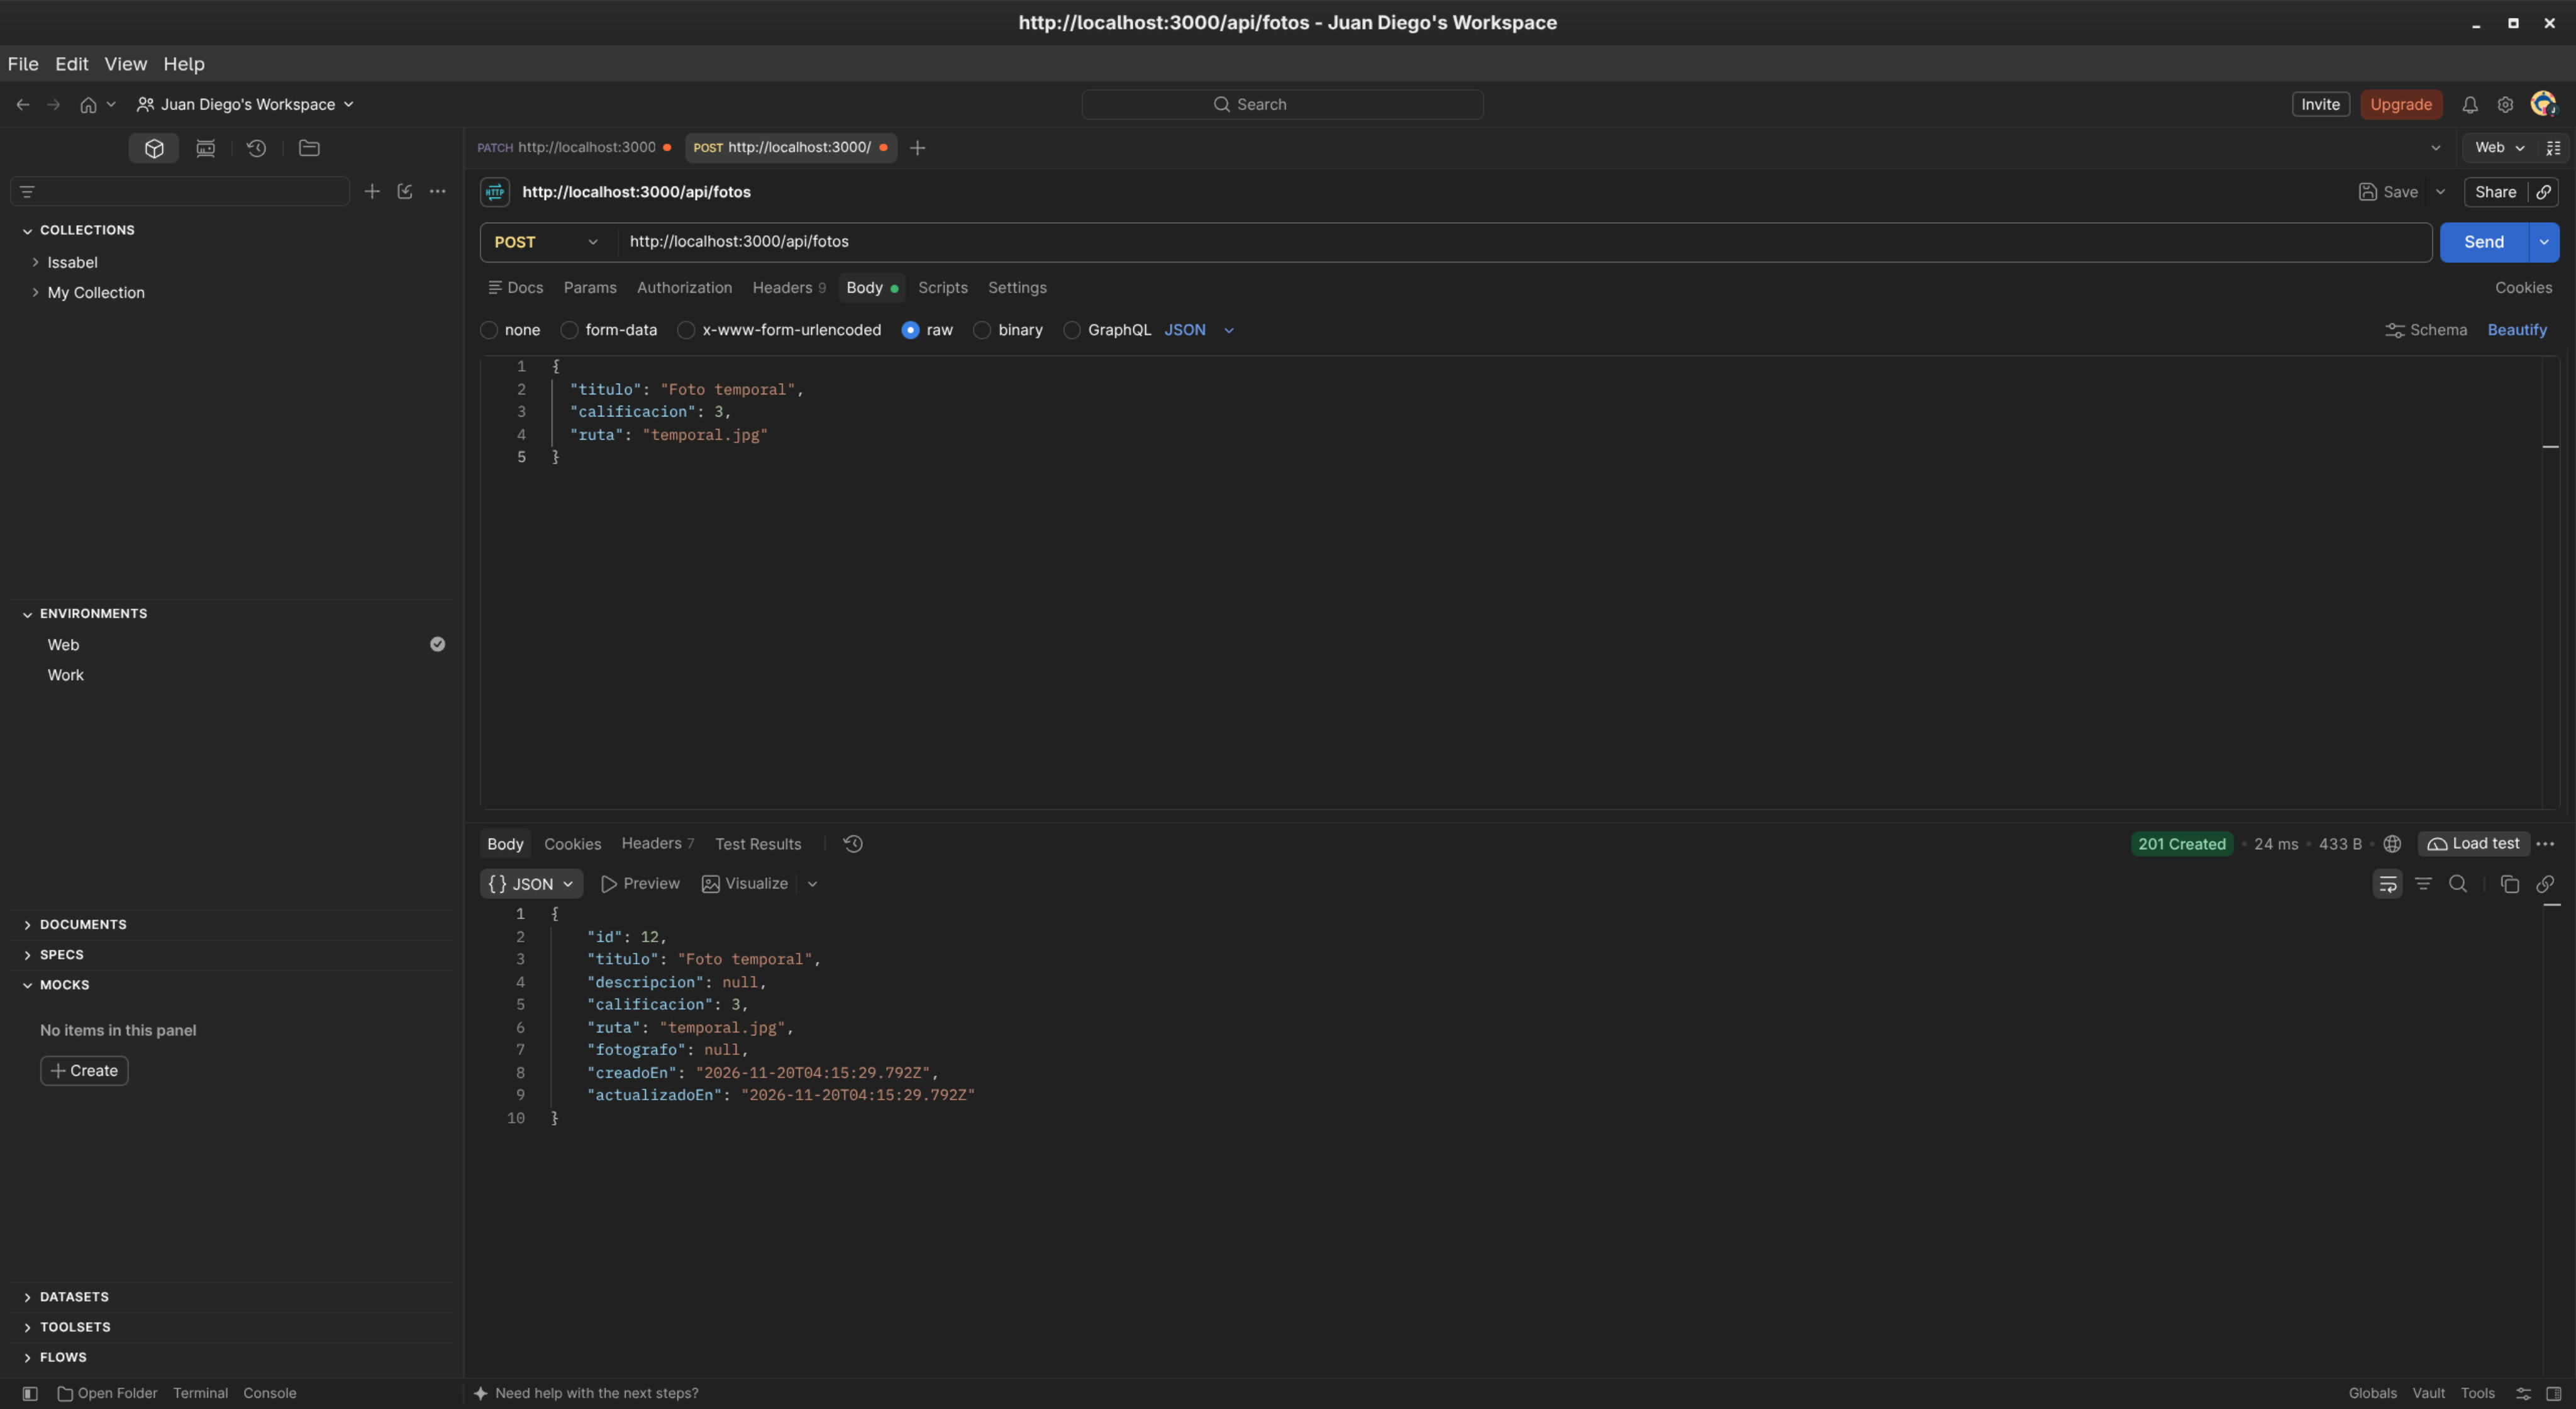 http://localhost:3000/api/fotos - Juan Diego's Workspace
File Edit View Help
Juan Diego's Workspace
Search
Invite
Upgrade
PATCH http://localhost:3000
POST http://localhost:3000/
Web
http://localhost:3000/api/fotos
Save
Share
COLLECTIONS
Issabel
My Collection
POST http://localhost:3000/api/fotos
Send
Docs Params Authorization Headers 9 Body Scripts Settings
Cookies
none form-data x-www-form-urlencoded raw binary GraphQL JSON
Schema Beautify
1 {
2 "titulo": "Foto temporal",
3 "calificacion": 3,
4 "ruta": "temporal.jpg"
5 }
ENVIRONMENTS
Web
Work
Body Cookies Headers 7 Test Results
201 Created 24 ms 433 B Load test
{} JSON Preview Visualize
1 {
2 "id": 12,
3 "titulo": "Foto temporal",
4 "descripcion": null,
5 "calificacion": 3,
6 "ruta": "temporal.jpg",
7 "fotografo": null,
8 "creadoEn": "2026-11-20T04:15:29.792Z",
9 "actualizadoEn": "2026-11-20T04:15:29.792Z"
10 }
DOCUMENTS
SPECS
MOCKS
No items in this panel
Create
DATASETS
TOOLSETS
FLOWS
Open Folder Terminal Console
Need help with the next steps?
Globals Vault Tools